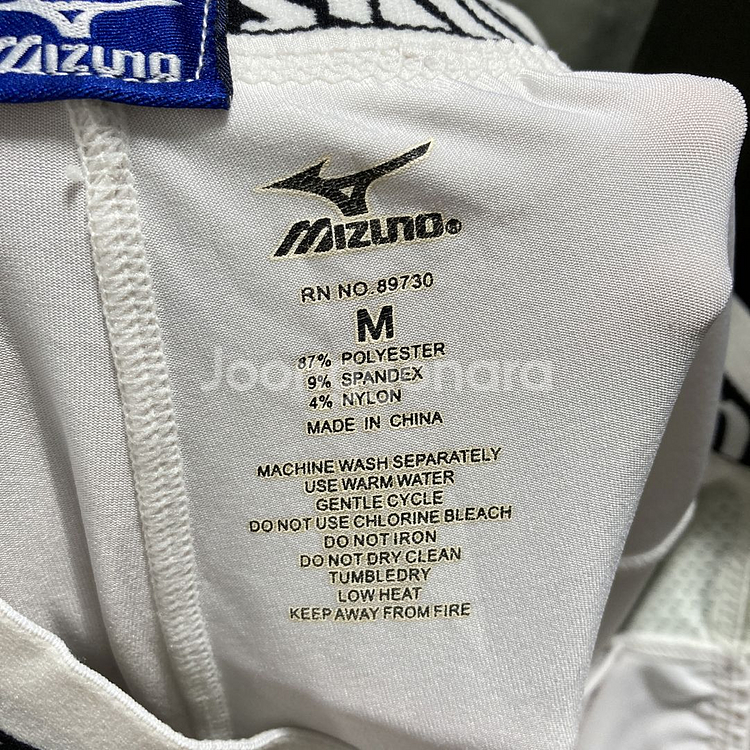 MIZUNO
MIZUNO®
RN NO.89730
M
87% POLYESTER
9% SPANDEX
4% NYLON
MADE IN CHINA
MACHINE WASH SEPARATELY
USE WARM WATER
GENTLE CYCLE
DO NOT USE CHLORINE BLEACH
DO NOT IRON
DO NOT DRY CLEAN
TUMBLEDRY
LOW HEAT
KEEP AWAY FROM FIRE